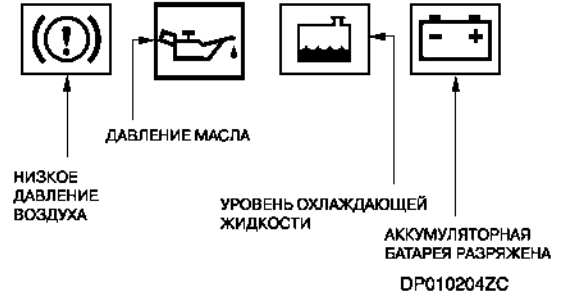 ДАВЛЕНИЕ МАСЛА
НИЗКОЕ
ДАВЛЕНИЕ
ВОЗДУХА
УРОВЕНЬ ОХЛАЖДАЮЩЕЙ
ЖИДКОСТИ
АККУМУЛЯТОРНАЯ
БАТАРЕЯ РАЗРЯЖЕНА
DP010204ZC